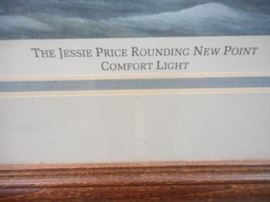 THE JESSIE PRICE ROUNDING NEW POINT
COMFORT LIGHT